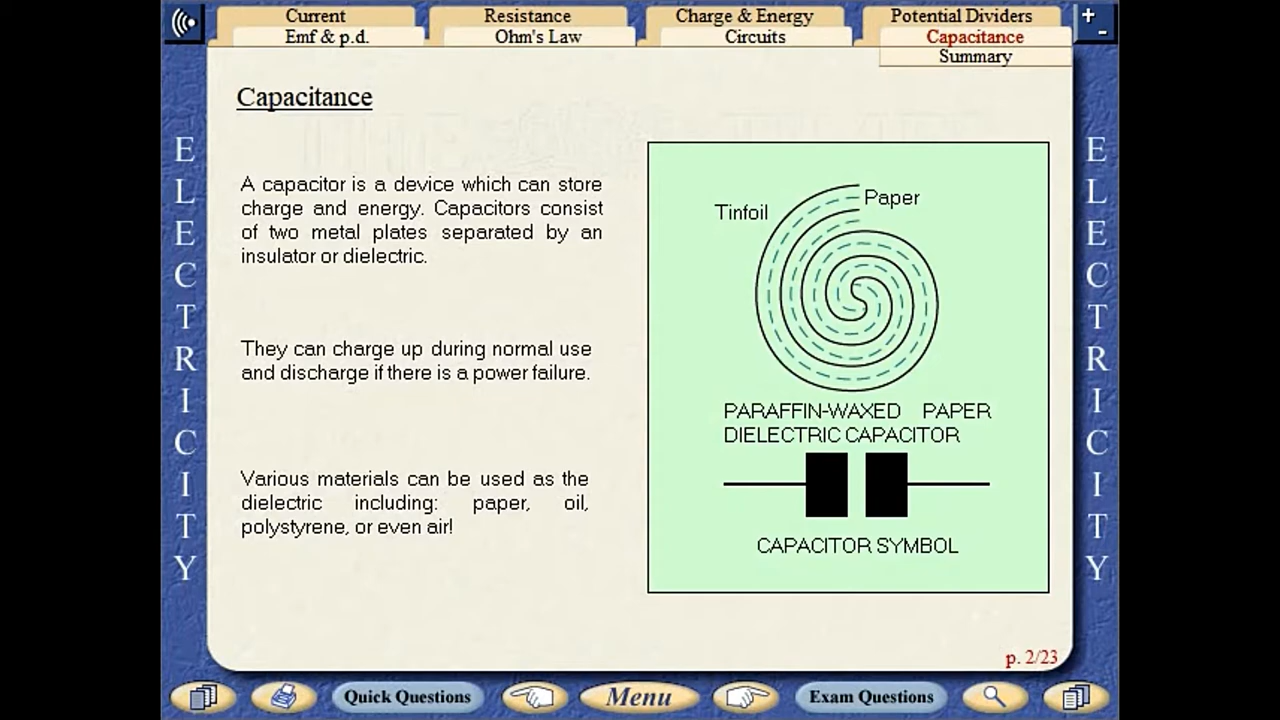 Current
Emf & p.d.
Resistance
Ohm's Law
Charge & Energy
Circuits
Potential Dividers
Capacitance
Summary
+
-
ELECTRICITY
Capacitance
A capacitor is a device which can store
charge and energy. Capacitors consist
of two metal plates separated by an
insulator or dielectric.
They can charge up during normal use
and discharge if there is a power failure.
Various materials can be used as the
dielectric including: paper, oil,
polystyrene, or even air!
Tinfoil
Paper
PARAFFIN-WAXED PAPER
DIELECTRIC CAPACITOR
CAPACITOR SYMBOL
ELECTRICITY
p. 2/23
Quick Questions
Menu
Exam Questions